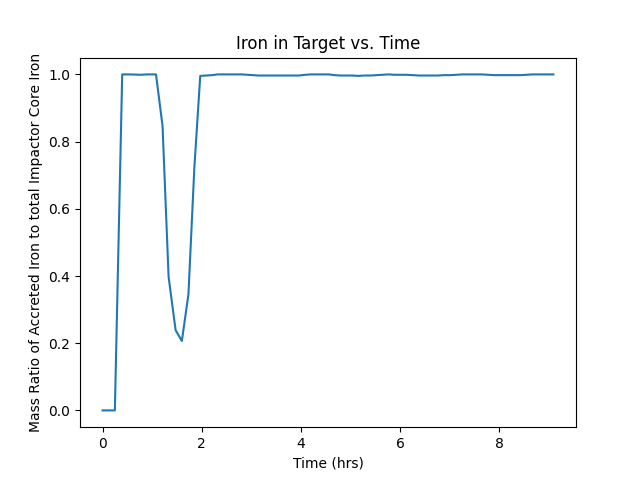 Iron in Target vs. Time
Mass Ratio of Accreted Iron to total Impactor Core Iron
1.0
0.8
0.6
0.4
0.2
0.0
0 2 4 6 8
Time (hrs)